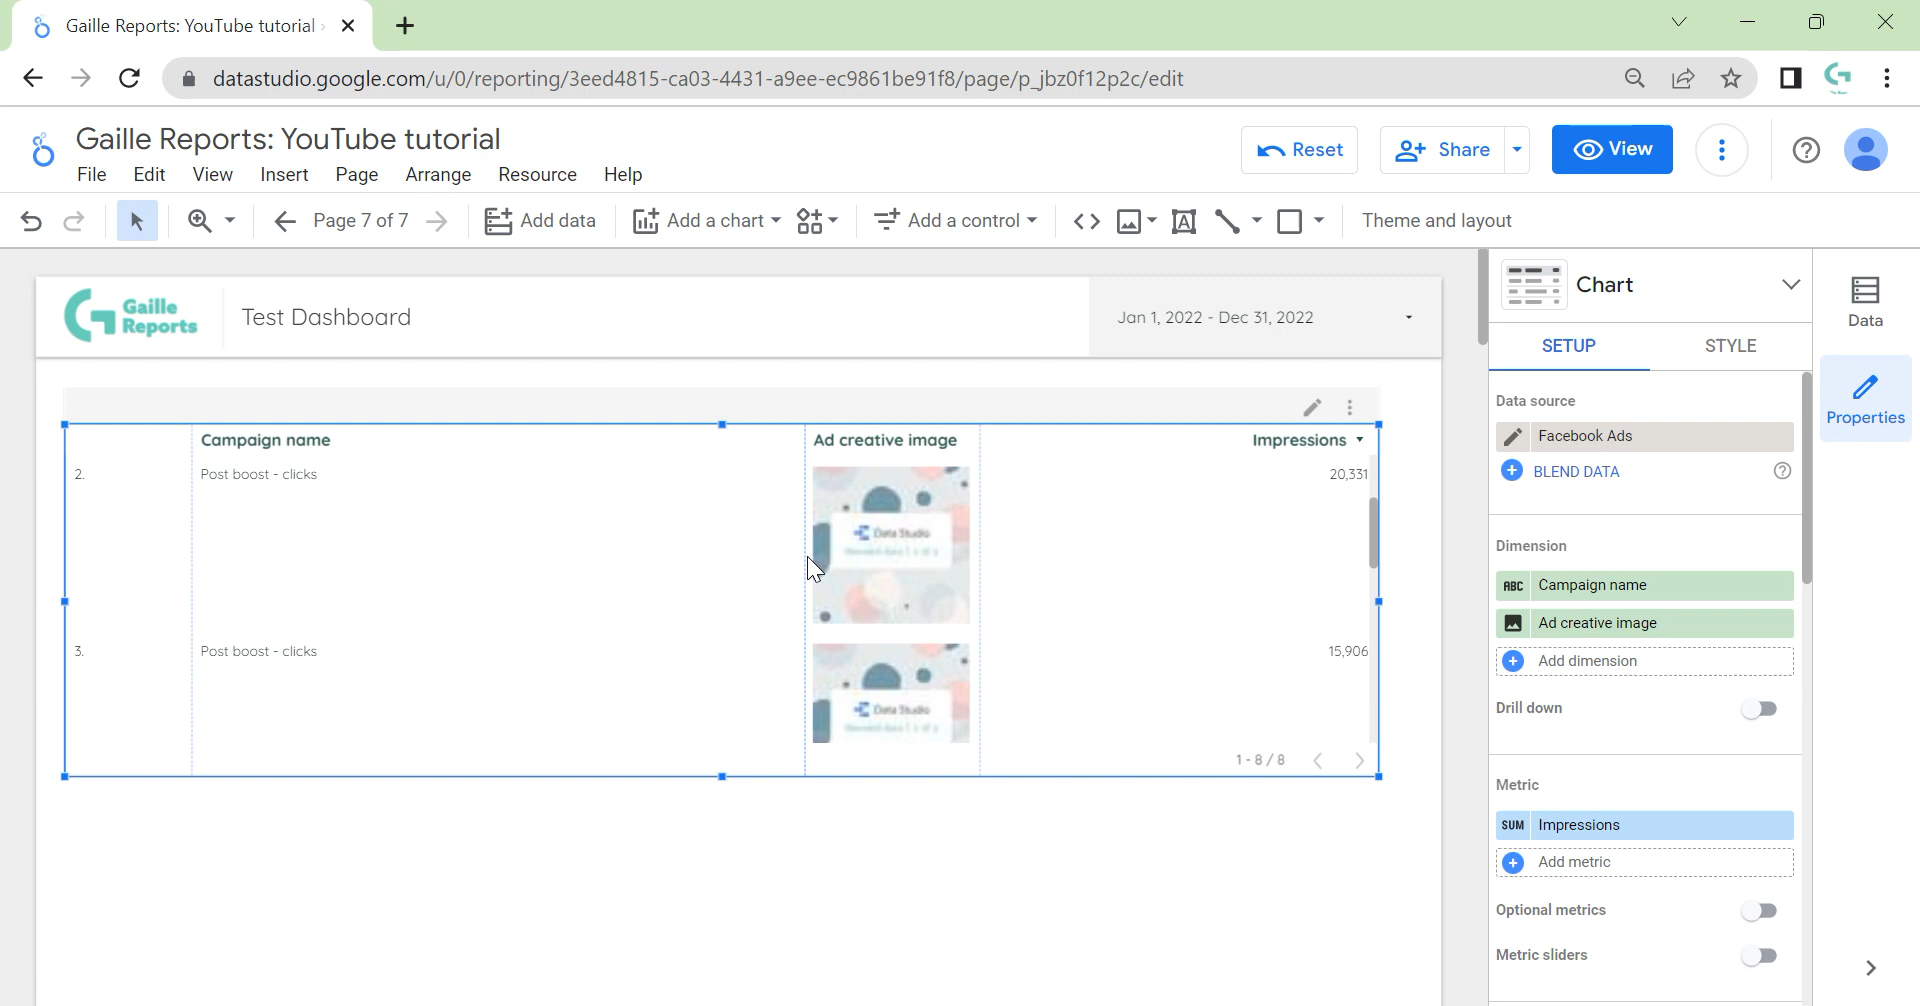 Gaille Reports: YouTube tutorial
datastudio.google.com/u/0/reporting/3eed4815-ca03-4431-a9ee-ec9861be91f8/page/p_jbz0f12p2c/edit
Gaille Reports: YouTube tutorial
File Edit View Insert Page Arrange Resource Help
Reset Share View
Page 7 of 7 Add data Add a chart Add a control Theme and layout
Gaille
Reports
Test Dashboard
Jan 1, 2022 - Dec 31, 2022
Campaign name Ad creative image Impressions
2. Post boost - clicks 20,331
Data Studio
3. Post boost - clicks 15,906
Data Studio
1 - 8 / 8
Chart
SETUP STYLE
Data source
Facebook Ads
BLEND DATA
Dimension
ABC Campaign name
Ad creative image
Add dimension
Drill down
Metric
SUM Impressions
Add metric
Optional metrics
Metric sliders
Data
Properties